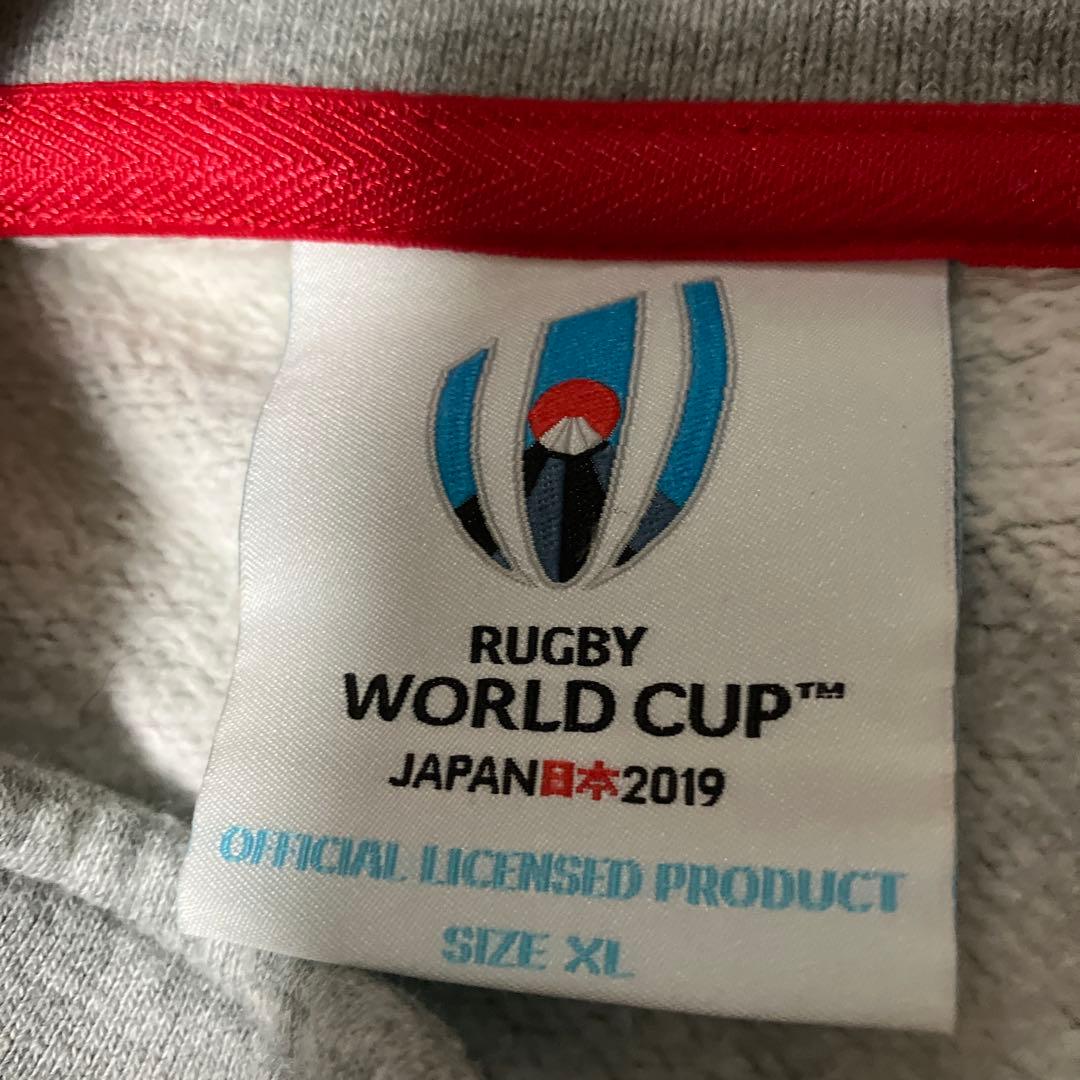 RUGBY
WORLD CUP™
JAPAN日本2019
OFFICIAL LICENSED PRODUCT
SIZE XL